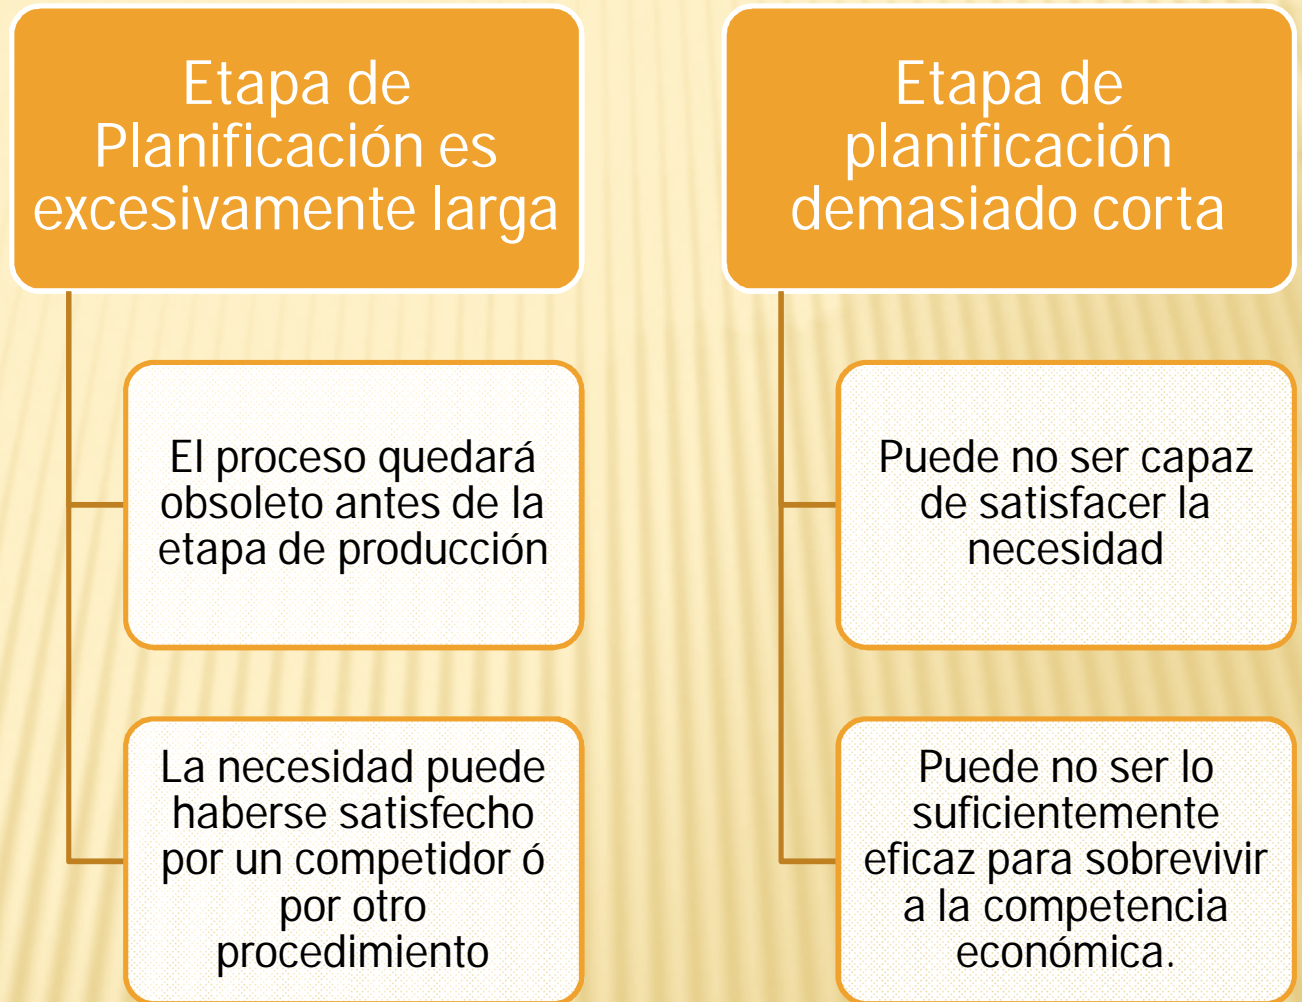 Etapa de
Planificación es
excesivamente larga
El proceso quedará
obsoleto antes de la
etapa de producción
La necesidad puede
haberse satisfecho
por un competidor ó
por otro
procedimiento
Etapa de
planificación
demasiado corta
Puede no ser capaz
de satisfacer la
necesidad
Puede no ser lo
suficientemente
eficaz para sobrevivir
a la competencia
económica.